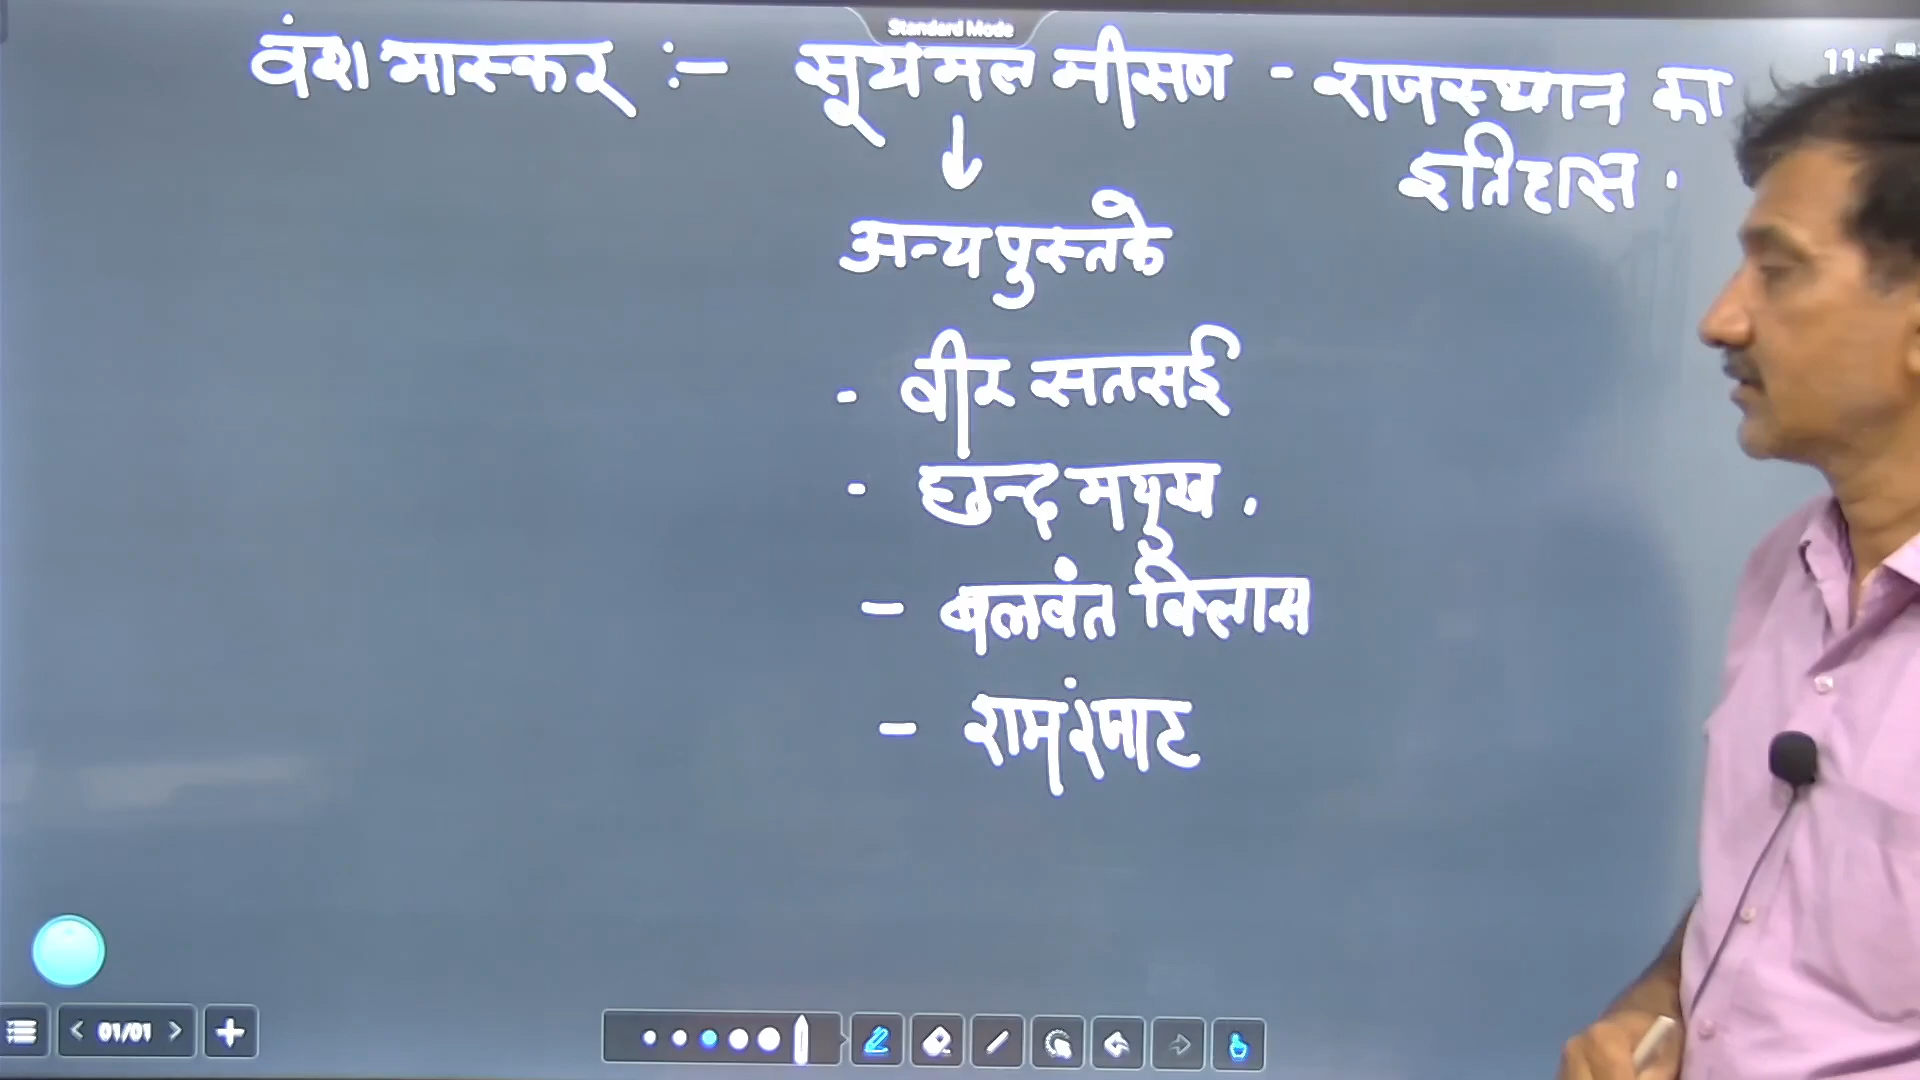 Standard Mode
वंश भास्कर :- सूर्यमल मीसण - राजस्थान का
इतिहास .
↓
अन्य पुस्तके
- वीर सतसई
- छन्द मयुख .
- बलवंत विलास
- रामरंजाट
01/01